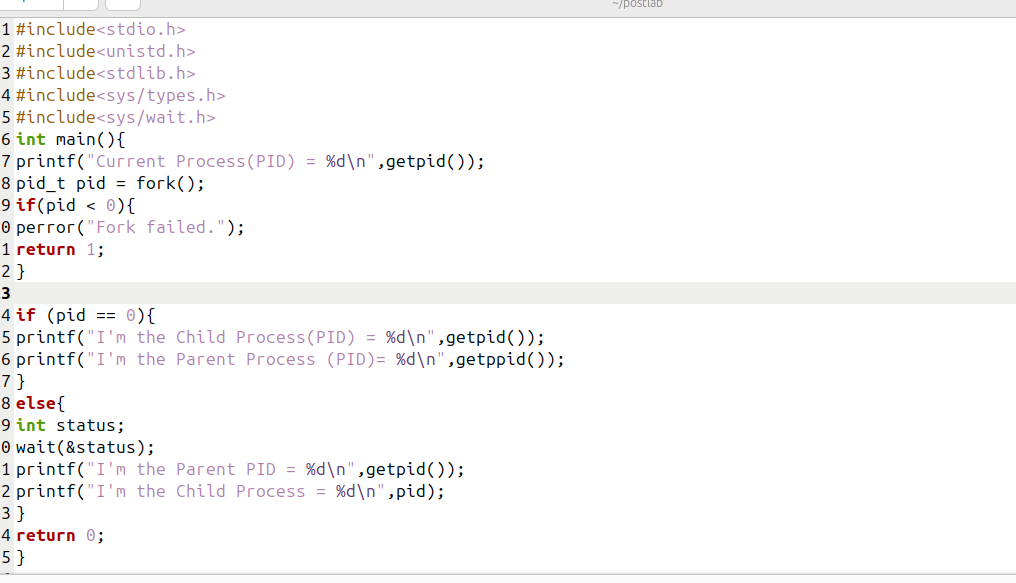 ~/postlab
1 #include<stdio.h>
2 #include<unistd.h>
3 #include<stdlib.h>
4 #include<sys/types.h>
5 #include<sys/wait.h>
6 int main(){
7 printf("Current Process(PID) = %d\n",getpid());
8 pid_t pid = fork();
9 if(pid < 0){
0 perror("Fork failed.");
1 return 1;
2 }
3
4 if (pid == 0){
5 printf("I'm the Child Process(PID) = %d\n",getpid());
6 printf("I'm the Parent Process (PID)= %d\n",getppid());
7 }
8 else{
9 int status;
0 wait(&status);
1 printf("I'm the Parent PID = %d\n",getpid());
2 printf("I'm the Child Process = %d\n",pid);
3 }
4 return 0;
5 }